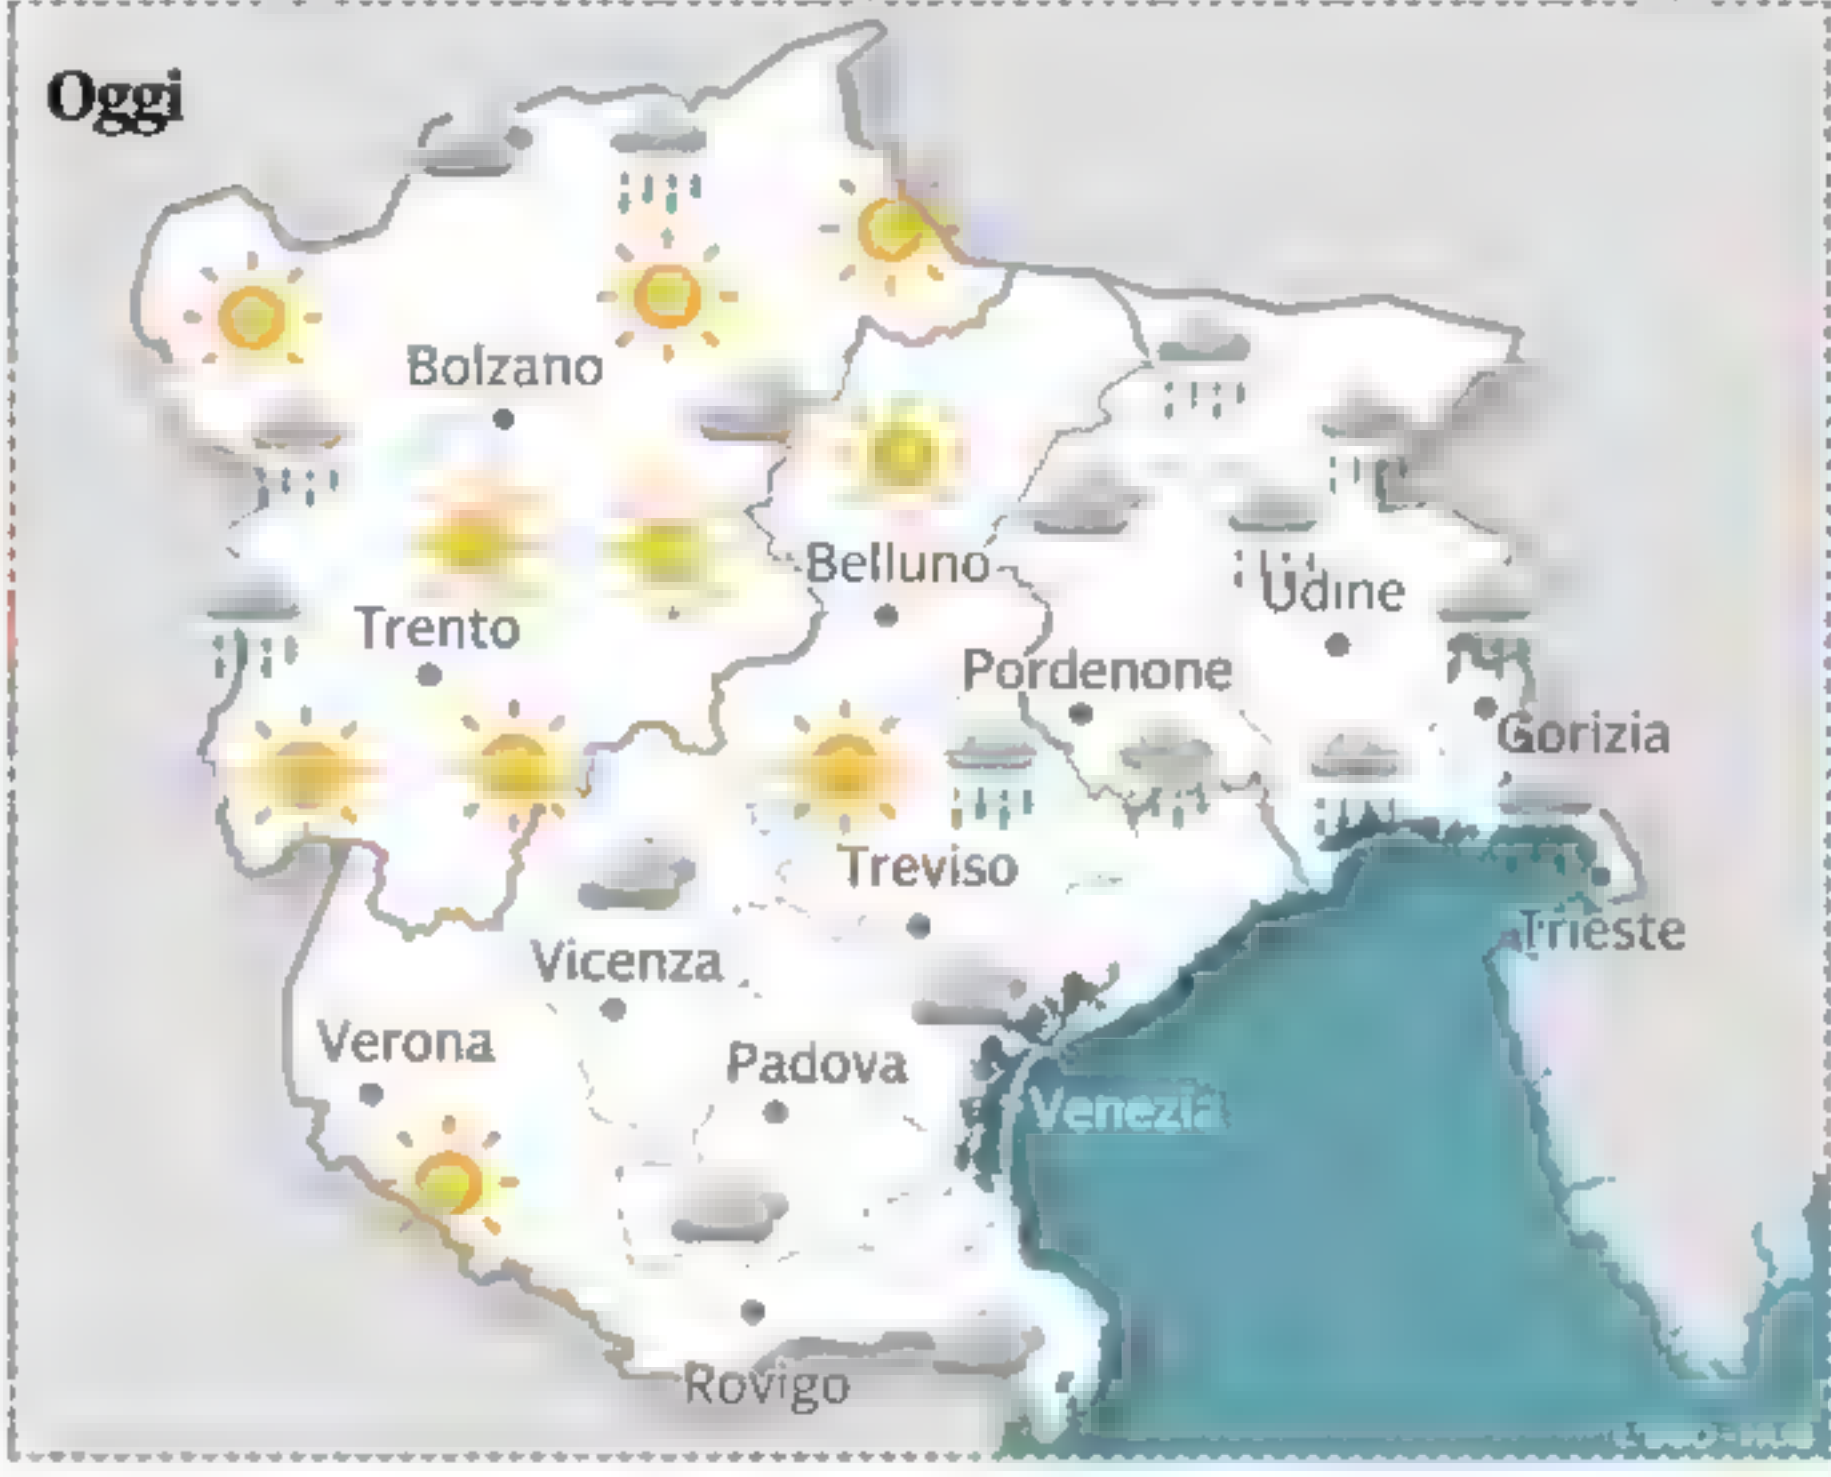 Oggi
Bolzano
Belluno
Udine
Trento
Pordenone
Gorizia
Treviso
Trieste
Vicenza
Verona
Padova
Venezia
Rovigo